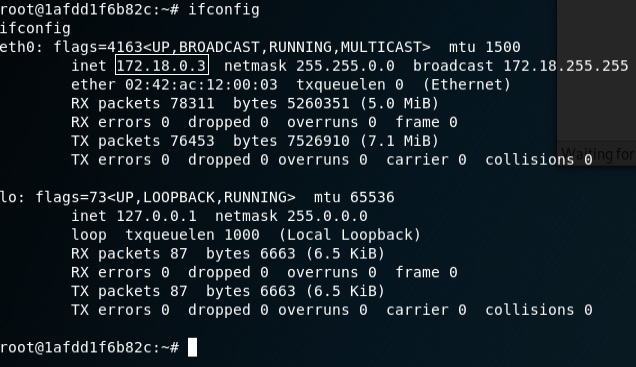 root@1afdd1f6b82c:~# ifconfig
ifconfig
eth0: flags=4163<UP,BROADCAST,RUNNING,MULTICAST>  mtu 1500
        inet 172.18.0.3  netmask 255.255.0.0  broadcast 172.18.255.255
        ether 02:42:ac:12:00:03  txqueuelen 0  (Ethernet)
        RX packets 78311  bytes 5260351 (5.0 MiB)
        RX errors 0  dropped 0  overruns 0  frame 0
        TX packets 76453  bytes 7526910 (7.1 MiB)
        TX errors 0  dropped 0 overruns 0  carrier 0  collisions 0
Waiting for
lo: flags=73<UP,LOOPBACK,RUNNING>  mtu 65536
        inet 127.0.0.1  netmask 255.0.0.0
        loop  txqueuelen 1000  (Local Loopback)
        RX packets 87  bytes 6663 (6.5 KiB)
        RX errors 0  dropped 0  overruns 0  frame 0
        TX packets 87  bytes 6663 (6.5 KiB)
        TX errors 0  dropped 0 overruns 0  carrier 0  collisions 0
root@1afdd1f6b82c:~#